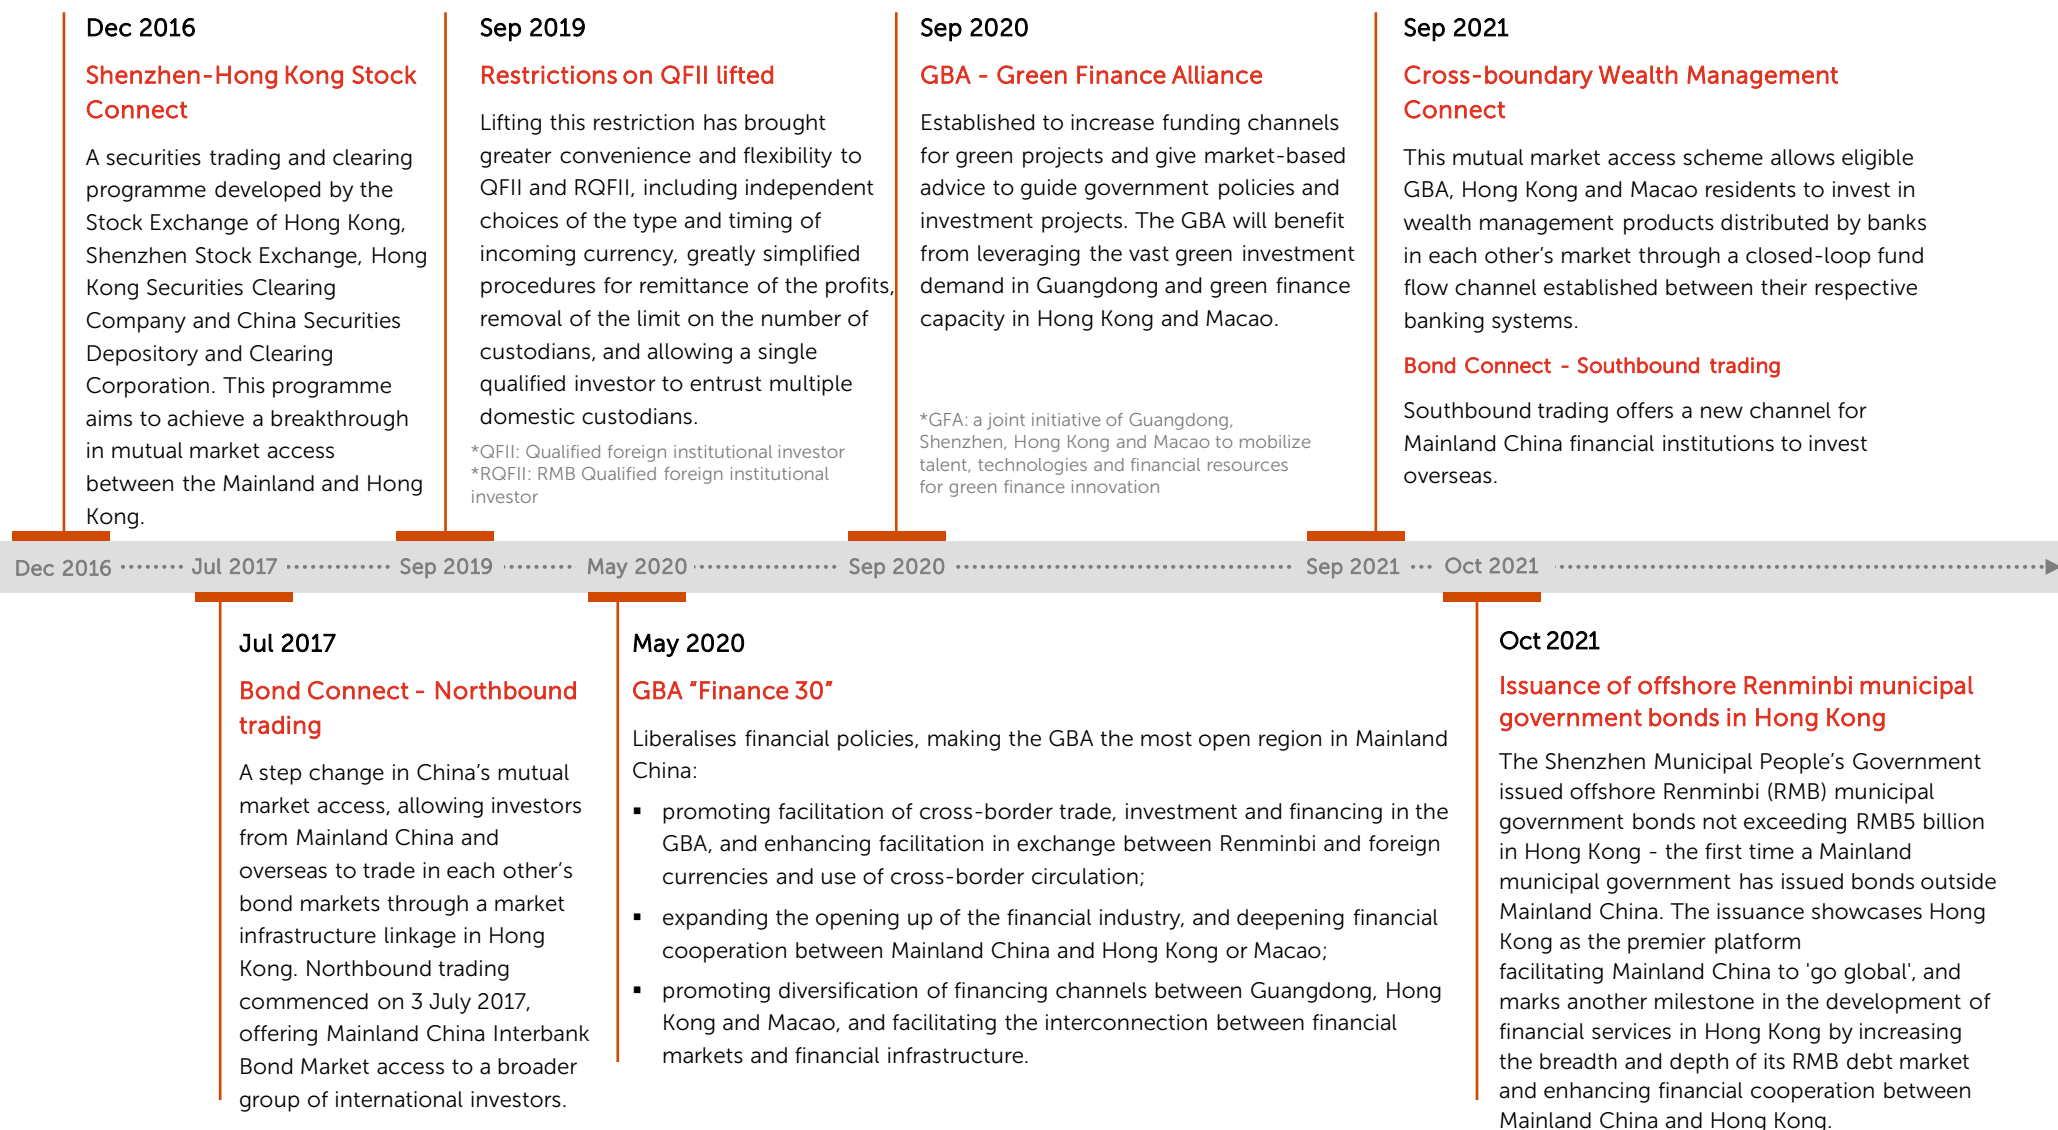 Dec 2016
Shenzhen-Hong Kong Stock
Connect
A securities trading and clearing
programme developed by the
Stock Exchange of Hong Kong,
Shenzhen Stock Exchange, Hong
Kong Securities Clearing
Company and China Securities
Depository and Clearing
Corporation. This programme
aims to achieve a breakthrough
in mutual market access
between the Mainland and Hong
Kong.
Sep 2019
Restrictions on QFII lifted
Lifting this restriction has brought
greater convenience and flexibility to
QFII and RQFII, including independent
choices of the type and timing of
incoming currency, greatly simplified
procedures for remittance of the profits,
removal of the limit on the number of
custodians, and allowing a single
qualified investor to entrust multiple
domestic custodians.
*QFII: Qualified foreign institutional investor
*RQFII: RMB Qualified foreign institutional
investor
Sep 2020
GBA - Green Finance Alliance
Established to increase funding channels
for green projects and give market-based
advice to guide government policies and
investment projects. The GBA will benefit
from leveraging the vast green investment
demand in Guangdong and green finance
capacity in Hong Kong and Macao.
*GFA: a joint initiative of Guangdong,
Shenzhen, Hong Kong and Macao to mobilize
talent, technologies and financial resources
for green finance innovation
Sep 2021
Cross-boundary Wealth Management
Connect
This mutual market access scheme allows eligible
GBA, Hong Kong and Macao residents to invest in
wealth management products distributed by banks
in each other's market through a closed-loop fund
flow channel established between their respective
banking systems.
Bond Connect - Southbound trading
Southbound trading offers a new channel for
Mainland China financial institutions to invest
overseas.
Dec 2016 Jul 2017 Sep 2019 May 2020 Sep 2020 Sep 2021 Oct 2021
Jul 2017
Bond Connect - Northbound
trading
A step change in China's mutual
market access, allowing investors
from Mainland China and
overseas to trade in each other's
bond markets through a market
infrastructure linkage in Hong
Kong. Northbound trading
commenced on 3 July 2017,
offering Mainland China Interbank
Bond Market access to a broader
group of international investors.
May 2020
GBA "Finance 30"
Liberalises financial policies, making the GBA the most open region in Mainland
China:
▪ promoting facilitation of cross-border trade, investment and financing in the
GBA, and enhancing facilitation in exchange between Renminbi and foreign
currencies and use of cross-border circulation;
▪ expanding the opening up of the financial industry, and deepening financial
cooperation between Mainland China and Hong Kong or Macao;
▪ promoting diversification of financing channels between Guangdong, Hong
Kong and Macao, and facilitating the interconnection between financial
markets and financial infrastructure.
Oct 2021
Issuance of offshore Renminbi municipal
government bonds in Hong Kong
The Shenzhen Municipal People's Government
issued offshore Renminbi (RMB) municipal
government bonds not exceeding RMB5 billion
in Hong Kong - the first time a Mainland
municipal government has issued bonds outside
Mainland China. The issuance showcases Hong
Kong as the premier platform
facilitating Mainland China to 'go global', and
marks another milestone in the development of
financial services in Hong Kong by increasing
the breadth and depth of its RMB debt market
and enhancing financial cooperation between
Mainland China and Hong Kong.